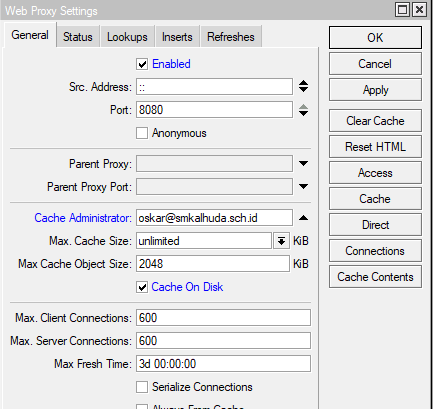 Web Proxy Settings
General Status Lookups Inserts Refreshes
Enabled
Src. Address: ::
Port: 8080
Anonymous
Parent Proxy:
Parent Proxy Port:
Cache Administrator: oskar@smkalhuda.sch.id
Max. Cache Size: unlimited KiB
Max Cache Object Size: 2048 KiB
Cache On Disk
Max. Client Connections: 600
Max. Server Connections: 600
Max Fresh Time: 3d 00:00:00
Serialize Connections
Always From Cache
OK
Cancel
Apply
Clear Cache
Reset HTML
Access
Cache
Direct
Connections
Cache Contents